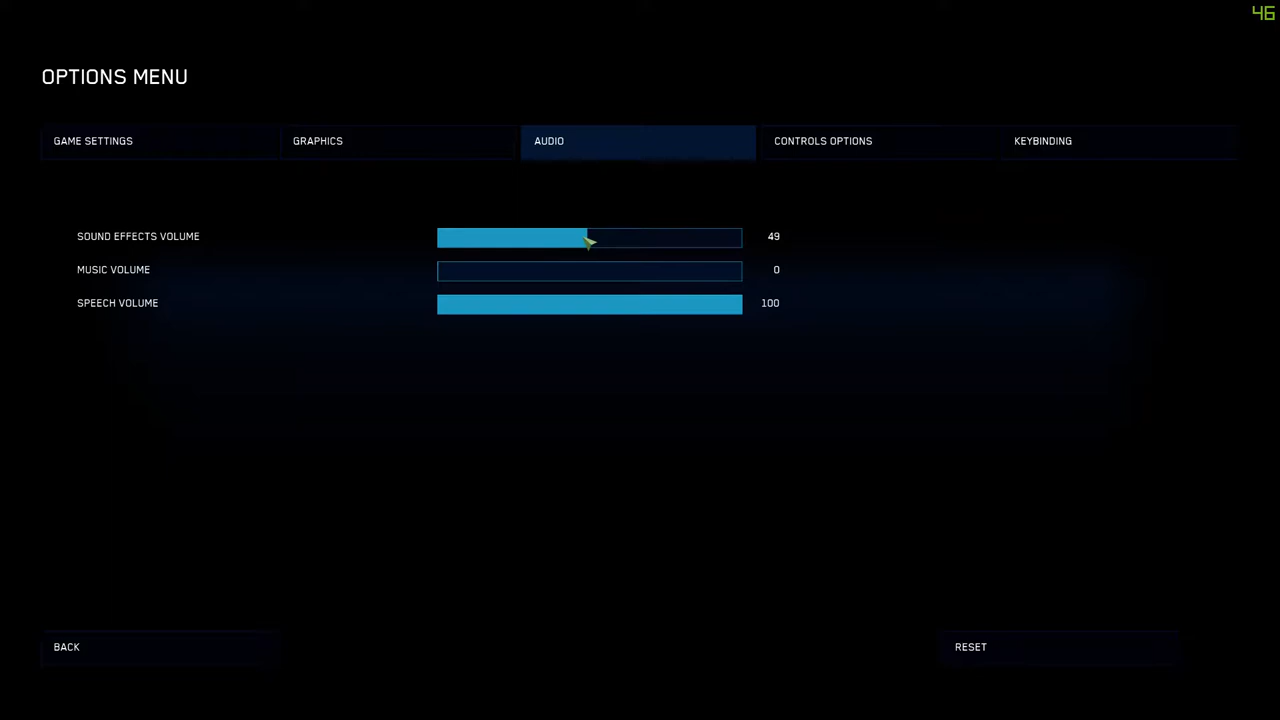 46
OPTIONS MENU
GAME SETTINGS GRAPHICS AUDIO CONTROLS OPTIONS KEYBINDING
SOUND EFFECTS VOLUME 49
MUSIC VOLUME 0
SPEECH VOLUME 100
BACK RESET